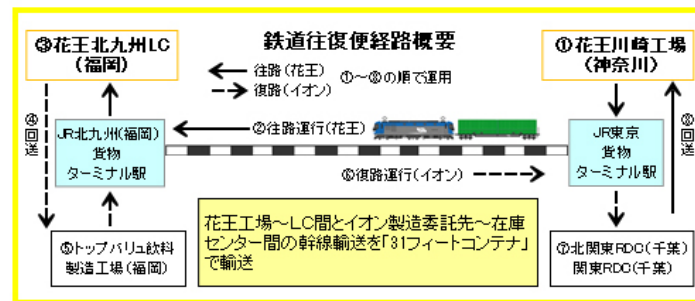 鉄道往復便経路概要
③花王北九州LC
(福岡)
①花王川崎工場
(神奈川)
往路(花王)
復路(イオン)
①~⑧の順で運用
④回送
⑧回送
JR北九州(福岡)
貨物
ターミナル駅
②往路運行(花王)
JR東京
貨物
ターミナル駅
⑥復路運行(イオン)
花王工場~LC間とイオン製造委託先~在庫
センター間の幹線輸送を「31フィートコンテナ」
で輸送
⑤トップバリュ飲料
製造工場(福岡)
⑦北関東RDC(千葉)
関東RDC(千葉)